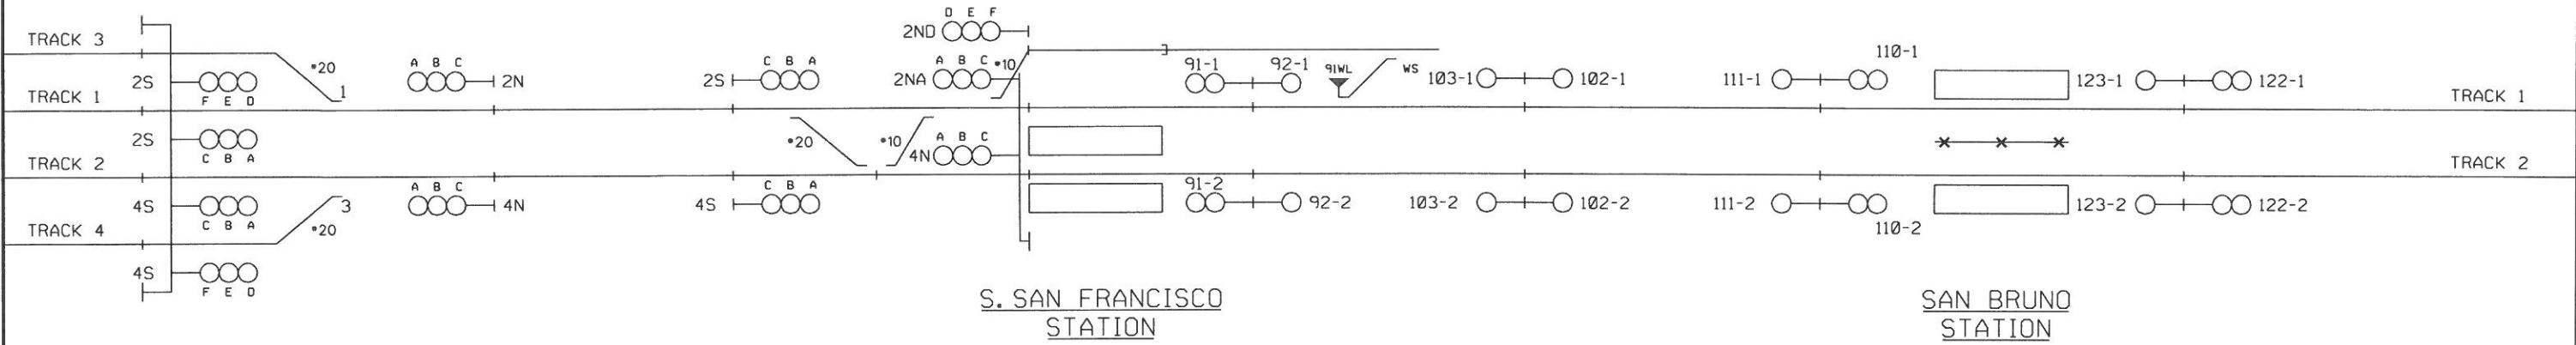 D E F
2ND
TRACK 3
*20
A B C
C B A
A B C *10
91-1 92-1
91WL
WS
110-1
2S
F E D
1
2N
2S
2NA
103-1 102-1
111-1
123-1 122-1
TRACK 1
TRACK 1
2S
C B A
*20
*10
A B C
4N
TRACK 2
TRACK 2
A B C
C B A
91-2
4S
C B A
3
4N
4S
92-2
103-2 102-2
111-2
123-2 122-2
TRACK 4
*20
110-2
4S
F E D
S. SAN FRANCISCO
STATION
SAN BRUNO
STATION